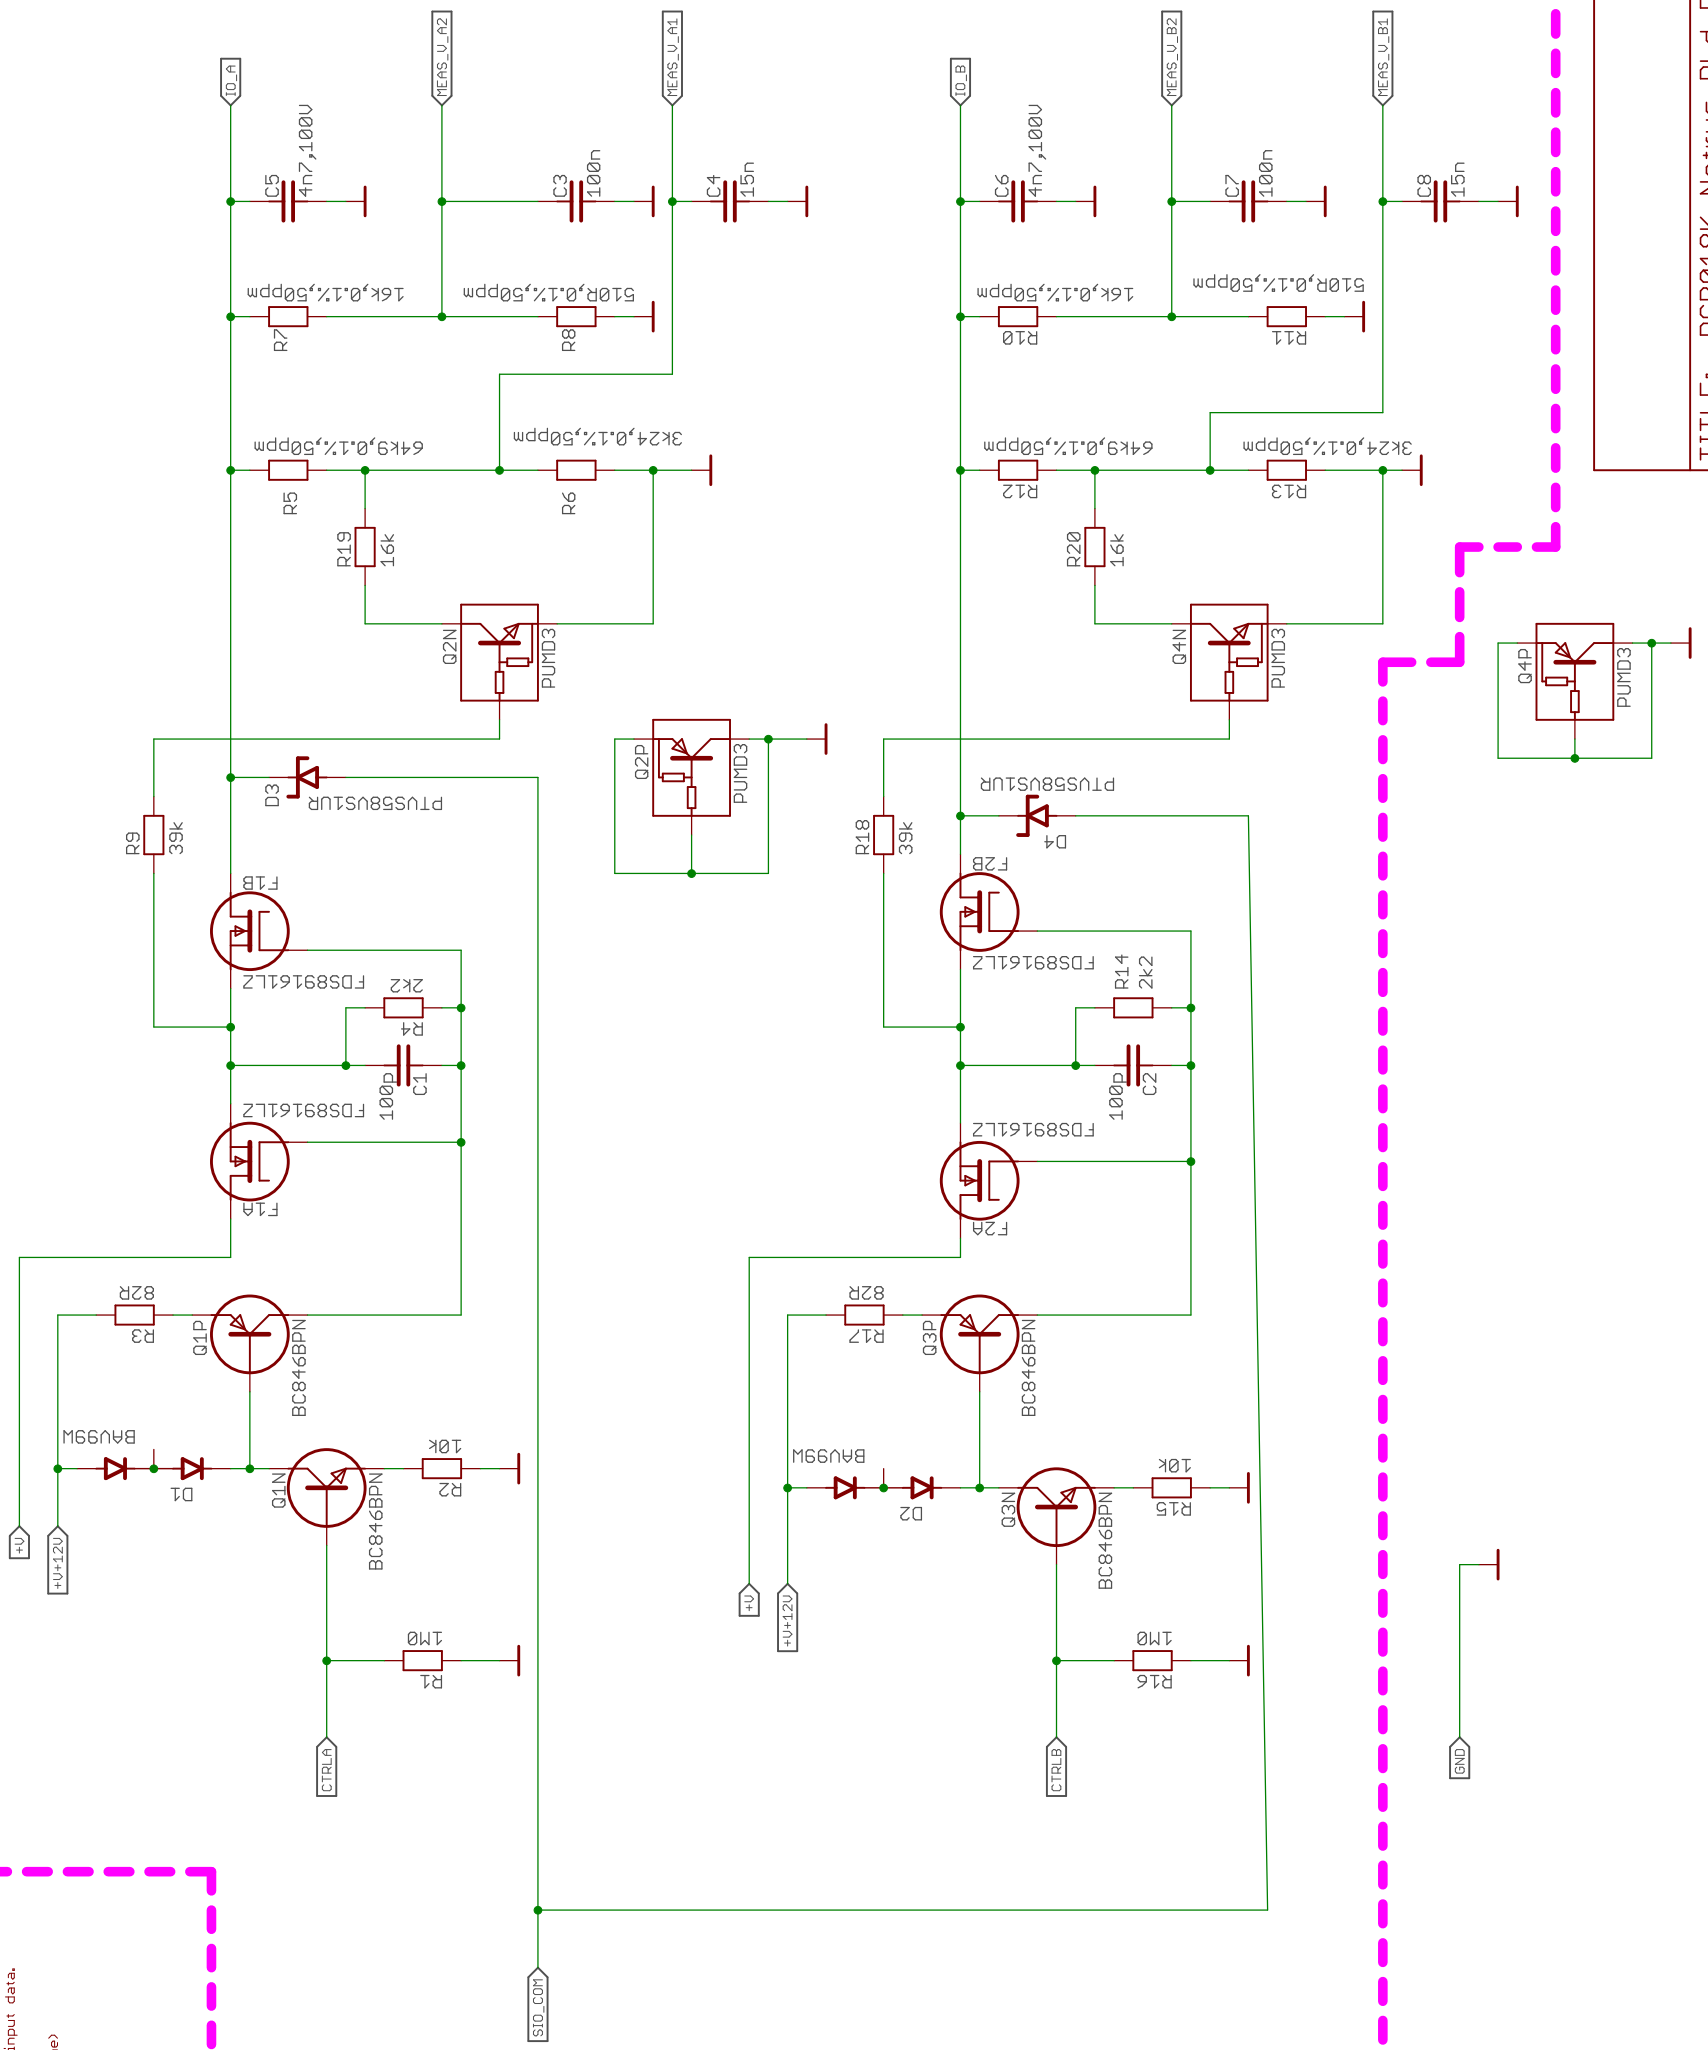 IO_A
MEAS_V_A2
MEAS_V_A1
IO_B
MEAS_V_B2
MEAS_V_B1
C5
4n7,100V
C3
100n
C4
15n
C6
4n7,100V
C7
100n
C8
15n
16k,0.1%,50ppm
R7
510R,0.1%,50ppm
R8
16k,0.1%,50ppm
R10
510R,0.1%,50ppm
R11
64k9,0.1%,50ppm
R5
3k24,0.1%,50ppm
R6
64k9,0.1%,50ppm
R12
3k24,0.1%,50ppm
R13
R19
16k
R20
16k
Q2N
PUMD3
Q4N
PUMD3
Q4P
PUMD3
Q2P
PUMD3
D3
PTVS58VS1UR
PTVS58VS1UR
D4
R9
39k
R18
39k
F1B
FDS89161LZ
F2B
FDS89161LZ
2k2
R4
R14
2k2
100p
C1
100p
C2
FDS89161LZ
F1A
FDS89161LZ
F2A
82R
R3
Q1P
BC846BPN
82R
R17
Q3P
BC846BPN
BAV99W
D1
Q1N
BC846BPN
10k
R2
BAV99W
D2
Q3N
BC846BPN
10k
R15
+V
+V+12V
+V
+V+12V
1M0
R1
1M0
R16
CTRLA
CTRLB
GND
SIO_COM
input data.